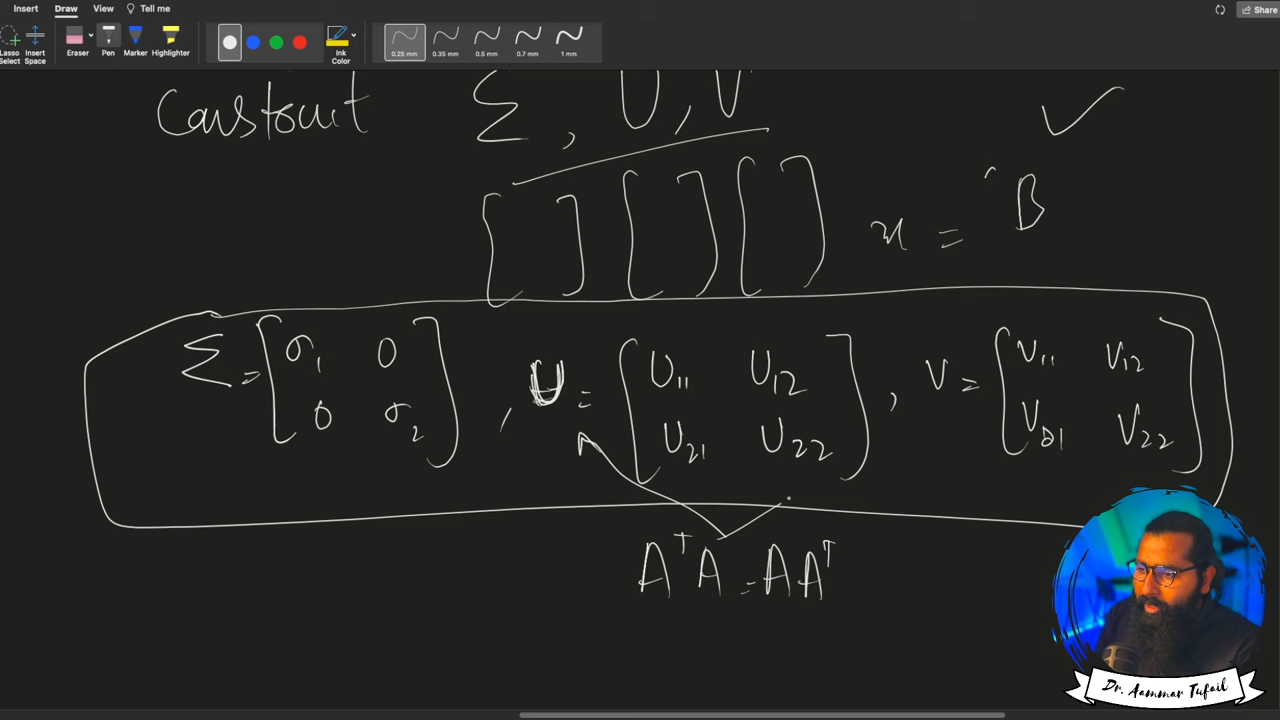 Insert Draw View Tell me
Share
Lasso Select Insert Space Eraser Pen Marker Highlighter Ink Color 0.25 mm 0.35 mm 0.5 mm 0.7 mm 1 mm
Construct Σ, U, V
[ ] [ ] [ ] x = B
Σ = [σ₁ 0 , U = [U₁₁ U₁₂ , V = [V₁₁ V₁₂
0 σ₂] U₂₁ U₂₂] V₂₁ V₂₂]
AᵀA = AAᵀ
Dr. Aammar Tufail